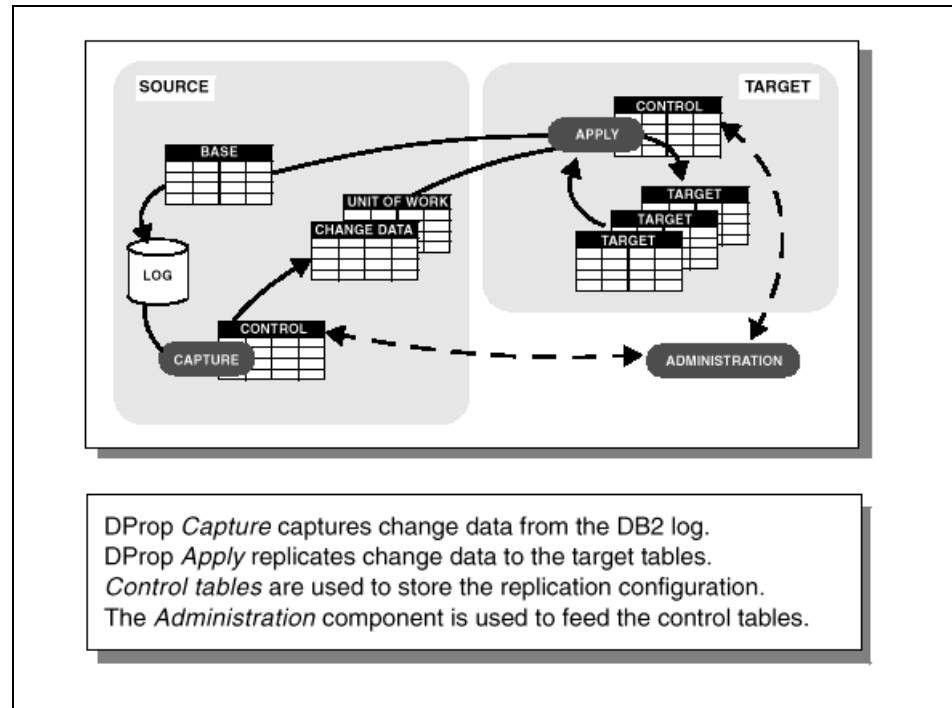 SOURCE
TARGET
CONTROL
APPLY
BASE
TARGET
UNIT OF WORK
TARGET
CHANGE DATA
TARGET
LOG
CONTROL
CAPTURE
ADMINISTRATION
DProp Capture captures change data from the DB2 log.
DProp Apply replicates change data to the target tables.
Control tables are used to store the replication configuration.
The Administration component is used to feed the control tables.